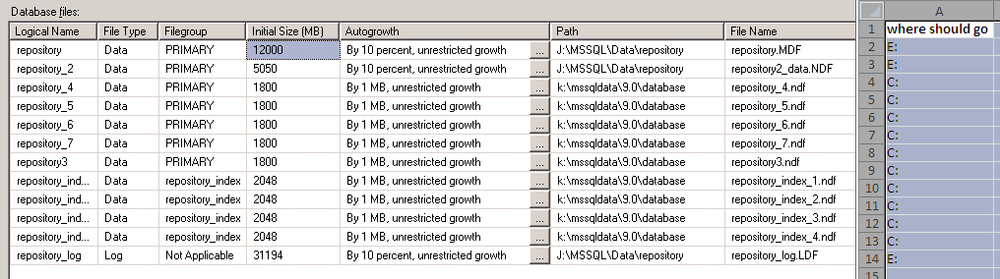 Database files:
Logical Name File Type Filegroup Initial Size (MB) Autogrowth Path File Name A
1 where should go
repository Data PRIMARY 12000 By 10 percent, unrestricted growth ... J:\MSSQL\Data\repository repository.MDF 2 E:
repository_2 Data PRIMARY 5050 By 10 percent, unrestricted growth ... J:\MSSQL\Data\repository repository2_data.NDF 3 E:
repository_4 Data PRIMARY 1800 By 1 MB, unrestricted growth ... k:\mssqldata\9.0\database repository_4.ndf 4 C:
repository_5 Data PRIMARY 1800 By 1 MB, unrestricted growth ... k:\mssqldata\9.0\database repository_5.ndf 5 C:
repository_6 Data PRIMARY 1800 By 1 MB, unrestricted growth ... k:\mssqldata\9.0\database repository_6.ndf 6 C:
repository_7 Data PRIMARY 1800 By 1 MB, unrestricted growth ... k:\mssqldata\9.0\database repository_7.ndf 7 C:
repository3 Data PRIMARY 1800 By 1 MB, unrestricted growth ... k:\mssqldata\9.0\database repository3.ndf 8 C:
repository_ind... Data repository_index 2048 By 1 MB, unrestricted growth ... k:\mssqldata\9.0\database repository_index_1.ndf 9 C:
repository_ind... Data repository_index 2048 By 1 MB, unrestricted growth ... k:\mssqldata\9.0\database repository_index_2.ndf 10 C:
repository_ind... Data repository_index 2048 By 1 MB, unrestricted growth ... k:\mssqldata\9.0\database repository_index_3.ndf 11 C:
repository_ind... Data repository_index 2048 By 1 MB, unrestricted growth ... k:\mssqldata\9.0\database repository_index_4.ndf 12 C:
repository_log Log Not Applicable 31194 By 10 percent, unrestricted growth ... J:\MSSQL\Data\repository repository_log.LDF 13 C:
14 E:
15